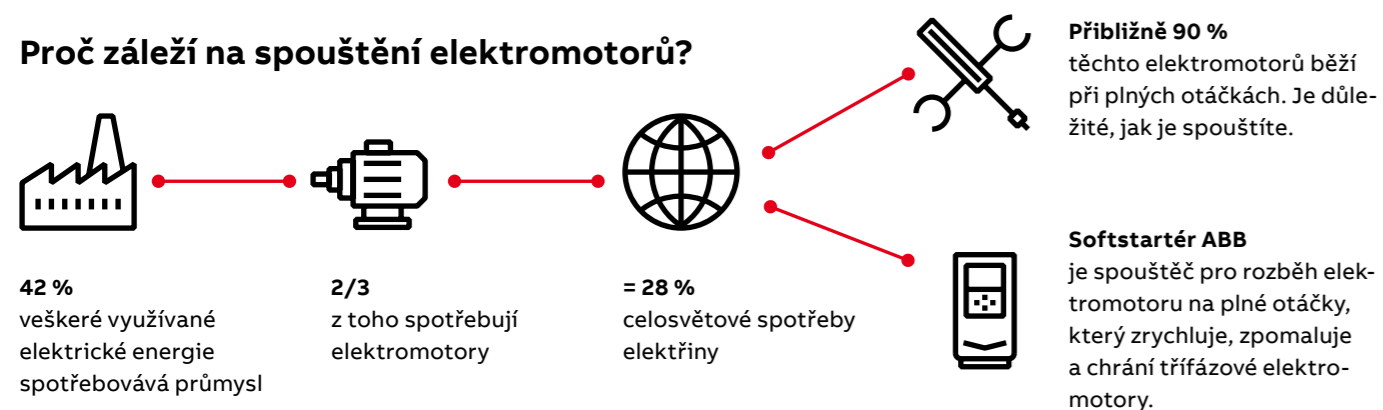 Proč záleží na spouštění elektromotorů?
42 %
veškeré využívané
elektrické energie
spotřebovává průmysl
2/3
z toho spotřebují
elektromotory
= 28 %
celosvětové spotřeby
elektřiny
Přibližně 90 %
těchto elektromotorů běží
při plných otáčkách. Je důle-
žité, jak je spouštíte.
Softstartér ABB
je spouštěč pro rozběh elek-
tromotoru na plné otáčky,
který zrychluje, zpomaluje
a chrání třífázové elektro-
motory.